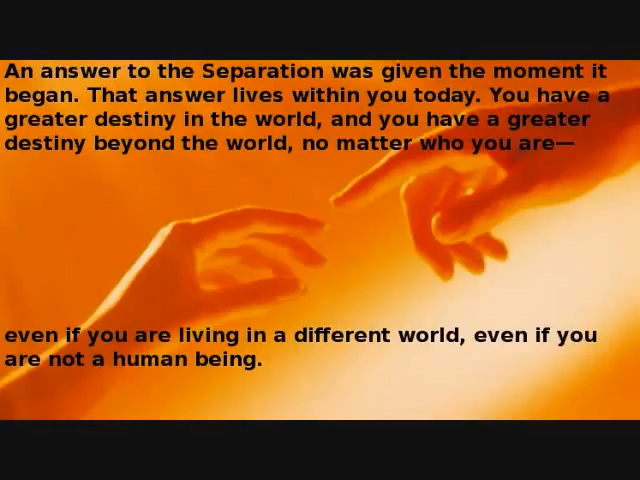 An answer to the Separation was given the moment it
began. That answer lives within you today. You have a
greater destiny in the world, and you have a greater
destiny beyond the world, no matter who you are—
even if you are living in a different world, even if you
are not a human being.